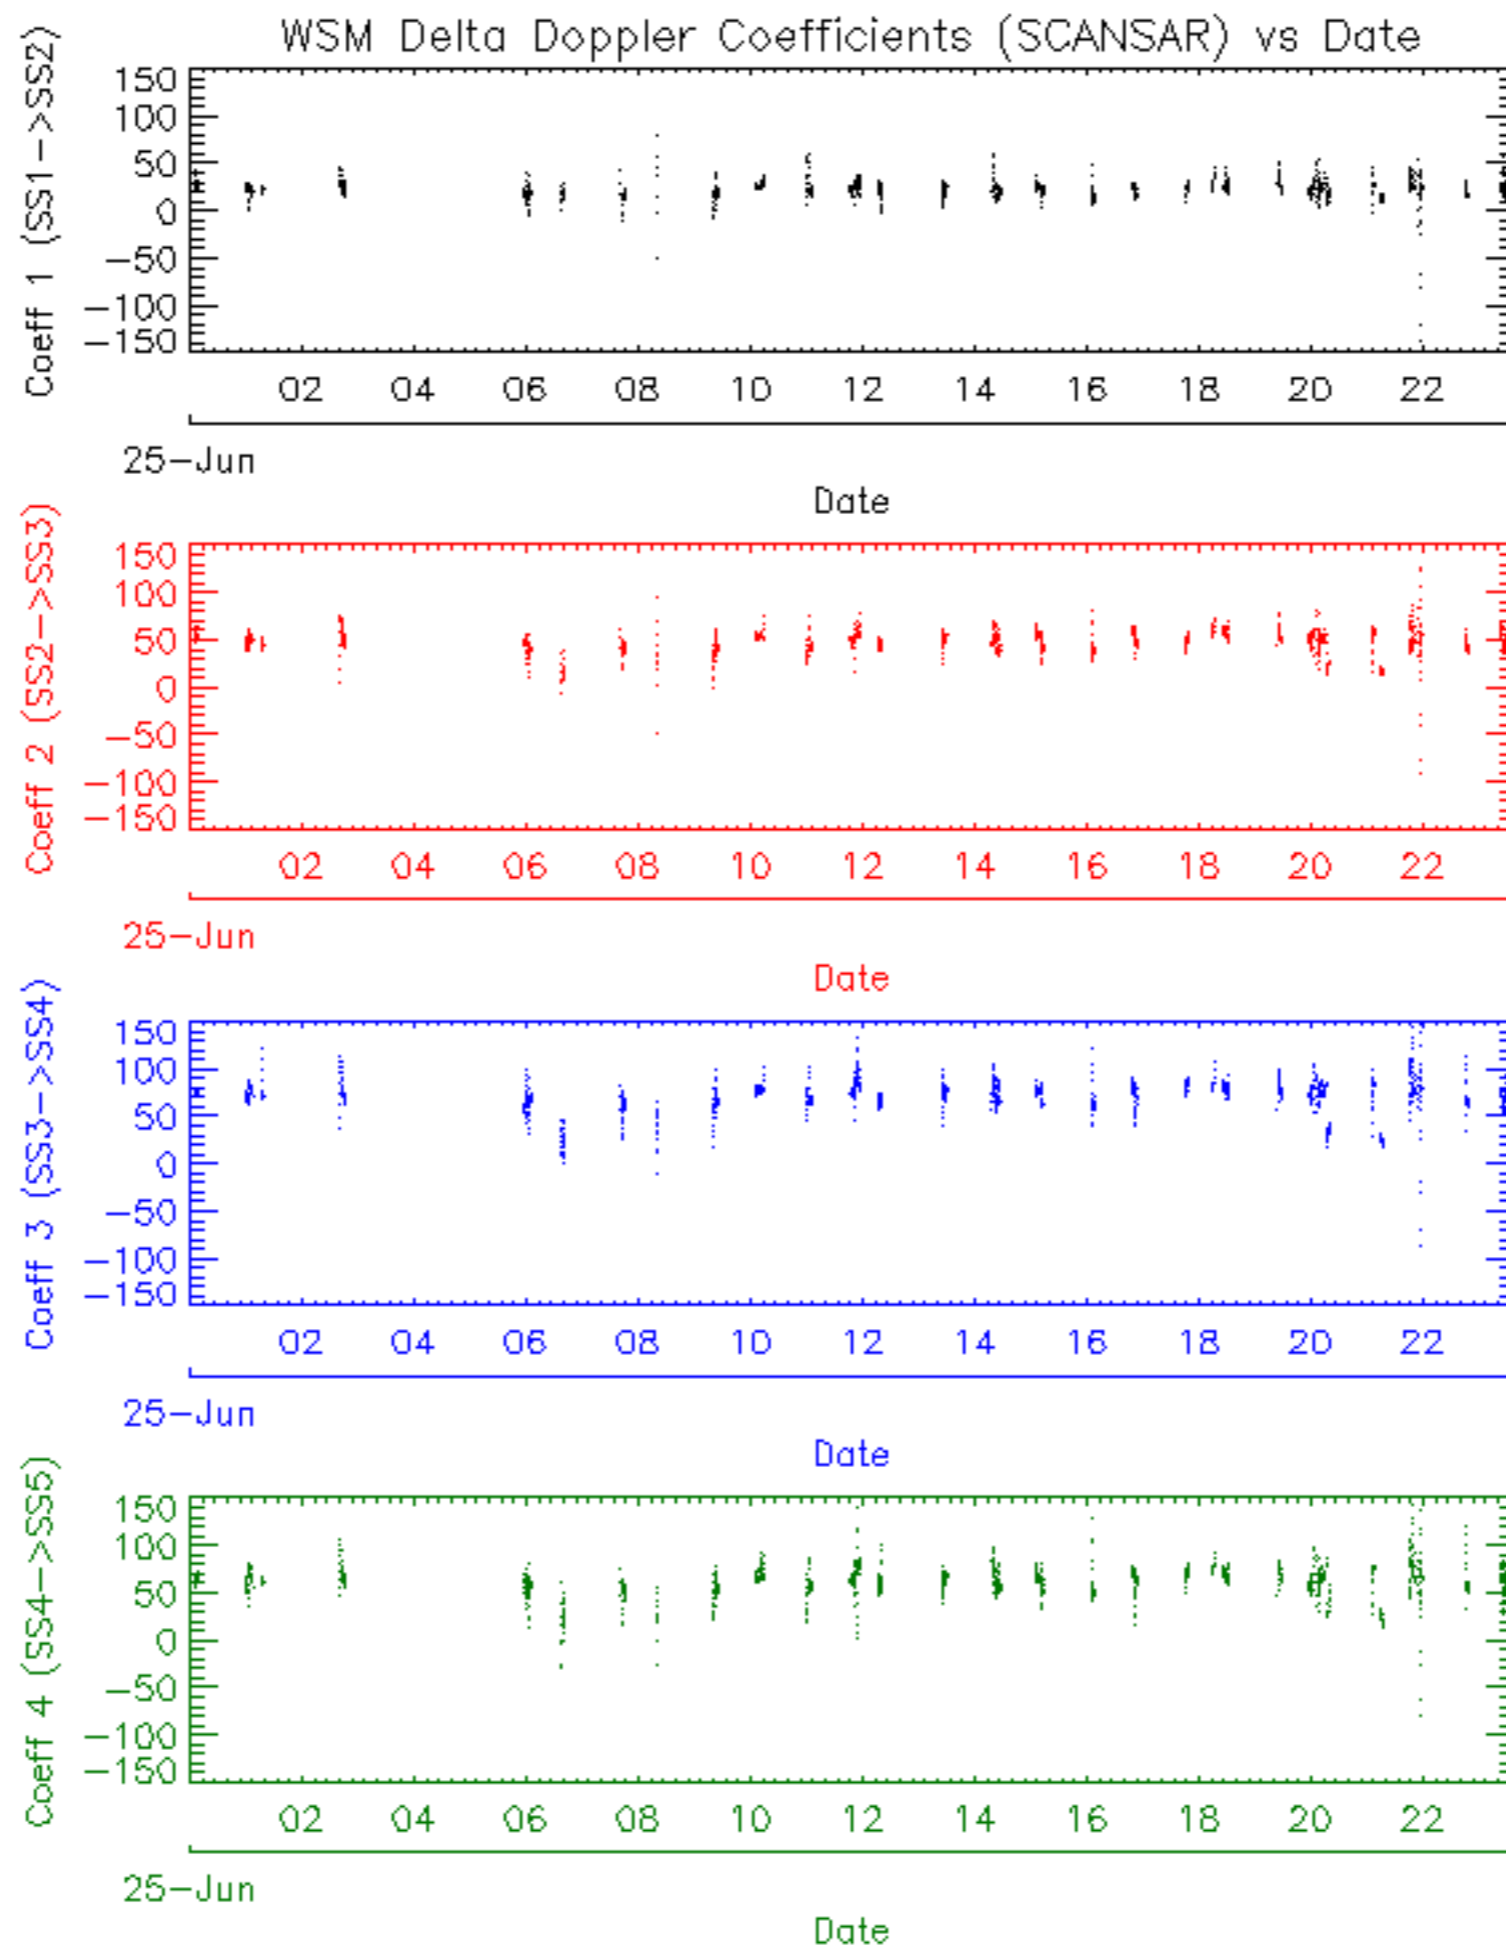 WSM Delta Doppler Coefficients (SCANSAR) vs Date
Coeff 1 (SS1->SS2)
150
100
50
0
-50
-100
-150
02 04 06 08 10 12 14 16 18 20 22
25-Jun
Date
Coeff 2 (SS2->SS3)
150
100
50
0
-50
-100
-150
02 04 06 08 10 12 14 16 18 20 22
25-Jun
Date
Coeff 3 (SS3->SS4)
150
100
50
0
-50
-100
-150
02 04 06 08 10 12 14 16 18 20 22
25-Jun
Date
Coeff 4 (SS4->SS5)
150
100
50
0
-50
-100
-150
02 04 06 08 10 12 14 16 18 20 22
25-Jun
Date